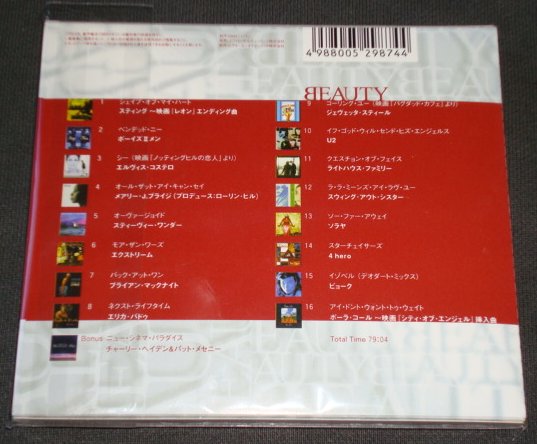 4 988005 298744
BEAUTY
1 シェイプ・オブ・マイ・ハート
スティング ～映画「レオン」エンディング曲
2 ベンデッド・ニー
ボーイズⅡメン
3 シー（映画「ノッティングヒルの恋人」より）
エルヴィス・コステロ
4 オール・ザット・アイ・キャン・セイ
メアリー・J.ブライジ（プロデュース：ローリン・ヒル）
5 オーヴァージョイド
スティーヴィー・ワンダー
6 モア・ザン・ワーズ
エクストリーム
7 バック・アット・ワン
ブライアン・マックナイト
8 ネクスト・ライフタイム
エリカ・バドゥ
Bonus ニュー・シネマ・パラダイス
チャーリー・ヘイデン&パット・メセニー
9 コーリング・ユー（映画「バグダッド・カフェ」より）
ジェヴェッタ・スティール
10 イフ・ゴッド・ウィル・センド・ヒズ・エンジェルス
U2
11 クエスチョン・オブ・フェイス
ライトハウス・ファミリー
12 ラ・ラ・ミーンズ・アイ・ラヴ・ユー
スウィング・アウト・シスター
13 ソー・ファー・アウェイ
ソラヤ
14 スターチェイサーズ
4 hero
15 イゾベル（デオダート・ミックス）
ビョーク
16 アイ・ドント・ウォント・トゥ・ウェイト
ポーラ・コール ～映画「シティ・オブ・エンジェル」挿入曲
Total Time 79:04